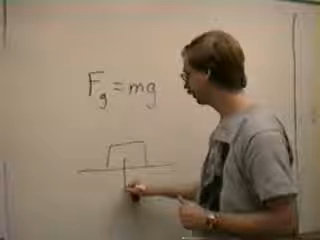 F_g = mg